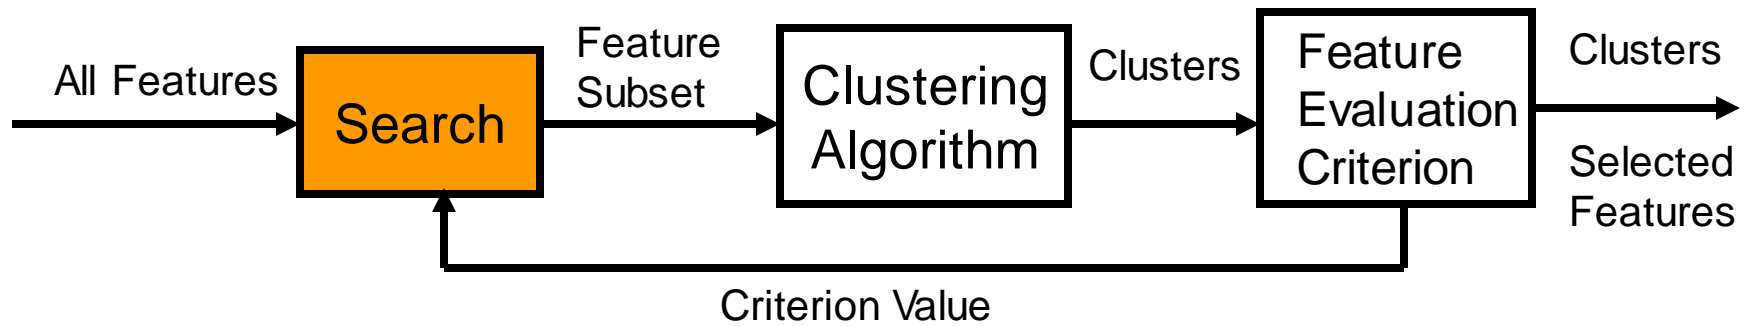 All Features
Search
Feature
Subset
Clustering
Algorithm
Clusters
Feature
Evaluation
Criterion
Clusters
Selected
Features
Criterion Value